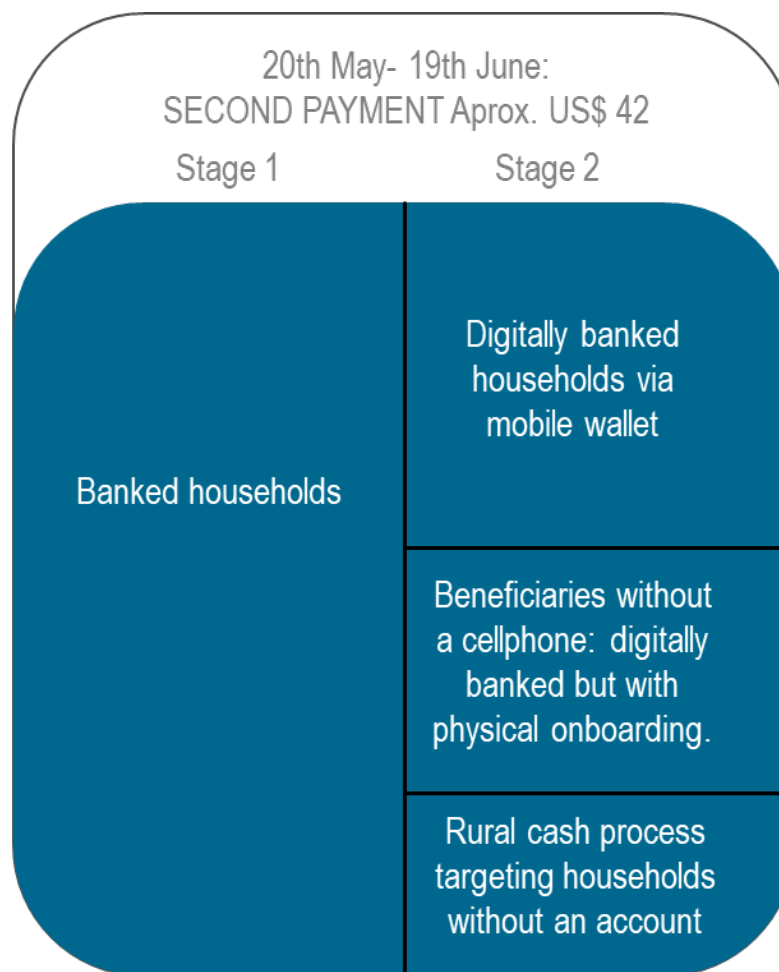 20th May- 19th June:
SECOND PAYMENT Aprox. US$ 42
Stage 1
Stage 2
Banked households
Digitally banked
households via
mobile wallet
Beneficiaries without
a cellphone: digitally
banked but with
physical onboarding.
Rural cash process
targeting households
without an account